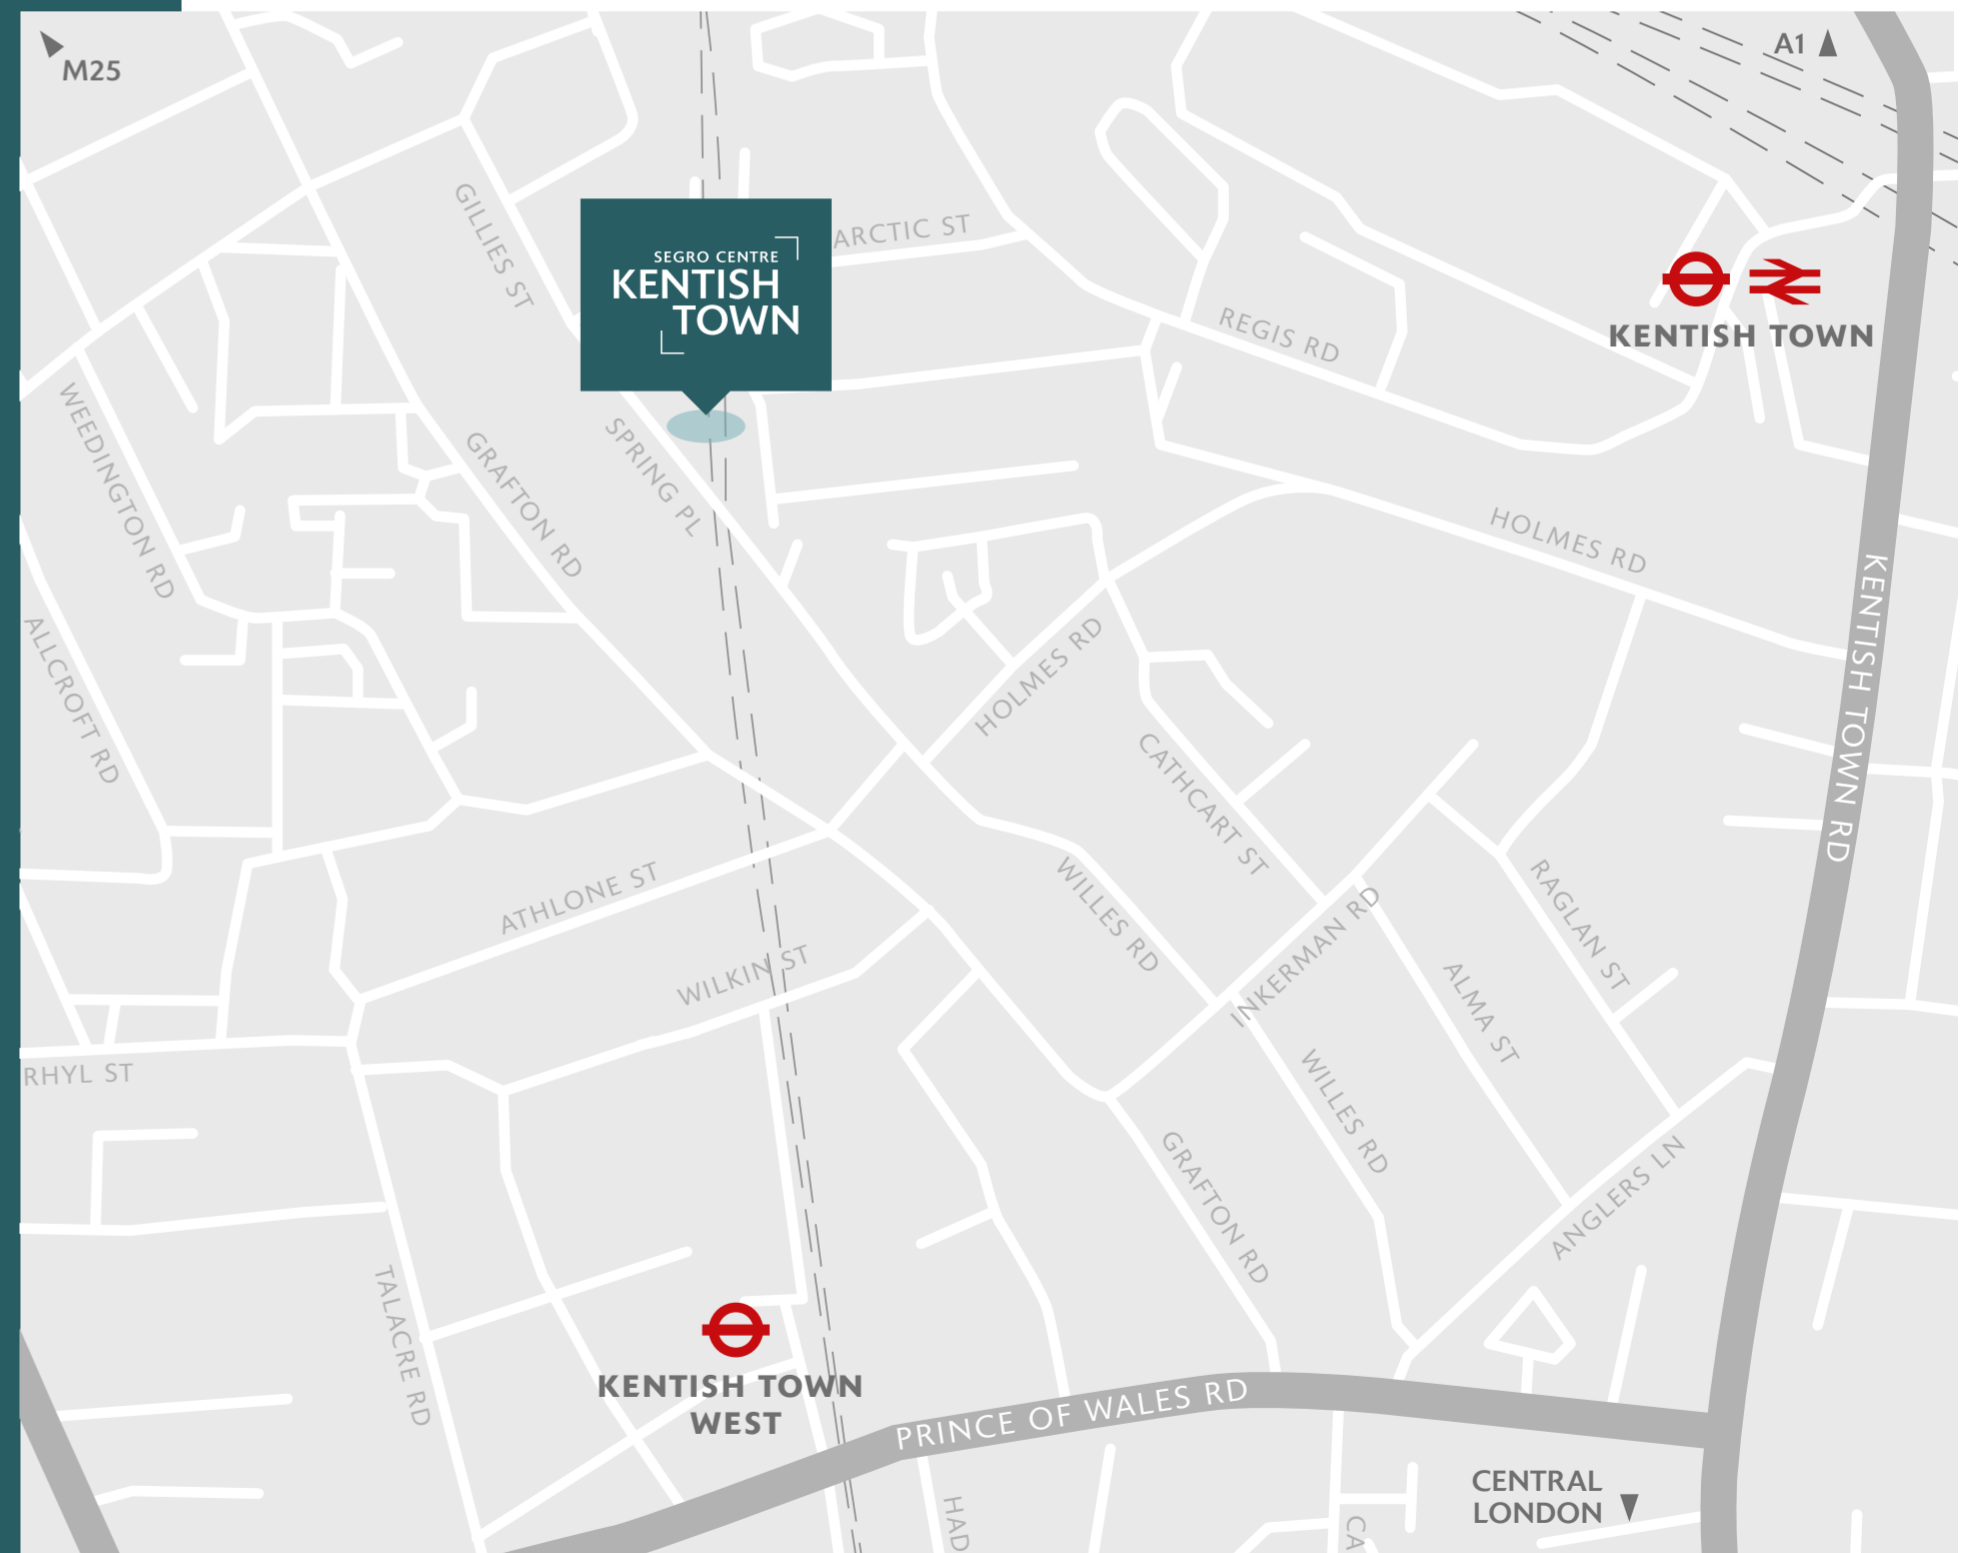 M25
A1
GILLIES ST
ARCTIC ST
SEGRO CENTRE
KENTISH
TOWN
REGIS RD
KENTISH TOWN
WEEDINGTON RD
GRAFTON RD
SPRING PL
HOLMES RD
KENTISH TOWN RD
ALLCROFT RD
HOLMES RD
CATHCART ST
ATHLONE ST
WILLES RD
RAGLAN ST
INKERMAN RD
WILKIN ST
ALMA ST
RHYL ST
WILLES RD
GRAFTON RD
ANGLERS LN
TALACRE RD
KENTISH TOWN
WEST
PRINCE OF WALES RD
CENTRAL
LONDON
HAD
CA